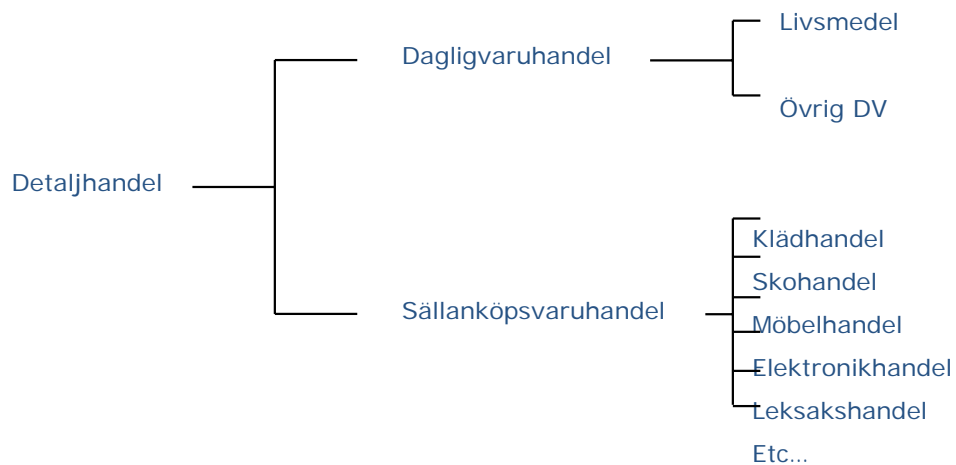 Detaljhandel
Dagligvaruhandel
Livsmedel
Övrig DV
Sällanköpsvaruhandel
Klädhandel
Skohandel
Möbelhandel
Elektronikhandel
Leksakshandel
Etc...